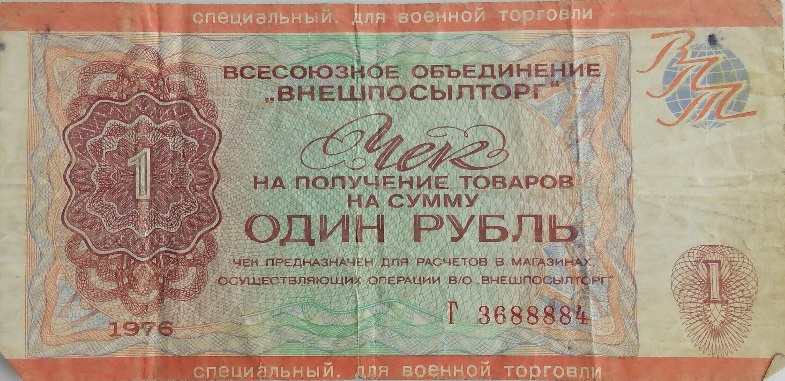 СПЕЦИАЛЬНЫЙ. ДЛЯ ВОЕННОЙ ТОРГОВЛИ
ВПТ
ВСЕСОЮЗНОЕ ОБЪЕДИНЕНИЕ
„ВНЕШПОСЫЛТОРГ“
Чек
НА ПОЛУЧЕНИЕ ТОВАРОВ
НА СУММУ
ОДИН РУБЛЬ
1
ЧЕК ПРЕДНАЗНАЧЕН ДЛЯ РАСЧЕТОВ В МАГАЗИНАХ,
ОСУЩЕСТВЛЯЮЩИХ ОПЕРАЦИИ В/О „ВНЕШПОСЫЛТОРГ“
1
1976
Г 3688884
СПЕЦИАЛЬНЫЙ. ДЛЯ ВОЕННОЙ ТОРГОВЛИ